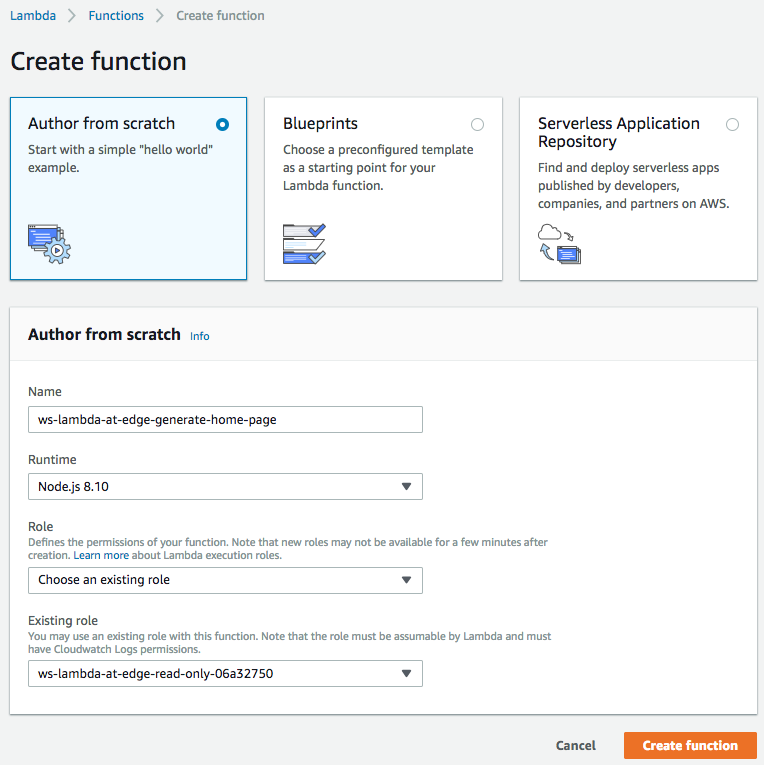 Lambda > Functions > Create function
Create function
Author from scratch
Start with a simple "hello world"
example.
Blueprints
Choose a preconfigured template
as a starting point for your
Lambda function.
Serverless Application
Repository
Find and deploy serverless apps
published by developers,
companies, and partners on AWS.
Author from scratch Info
Name
ws-lambda-at-edge-generate-home-page
Runtime
Node.js 8.10
Role
Defines the permissions of your function. Note that new roles may not be available for a few minutes after
creation. Learn more about Lambda execution roles.
Choose an existing role
Existing role
You may use an existing role with this function. Note that the role must be assumable by Lambda and must
have Cloudwatch Logs permissions.
ws-lambda-at-edge-read-only-06a32750
Cancel Create function